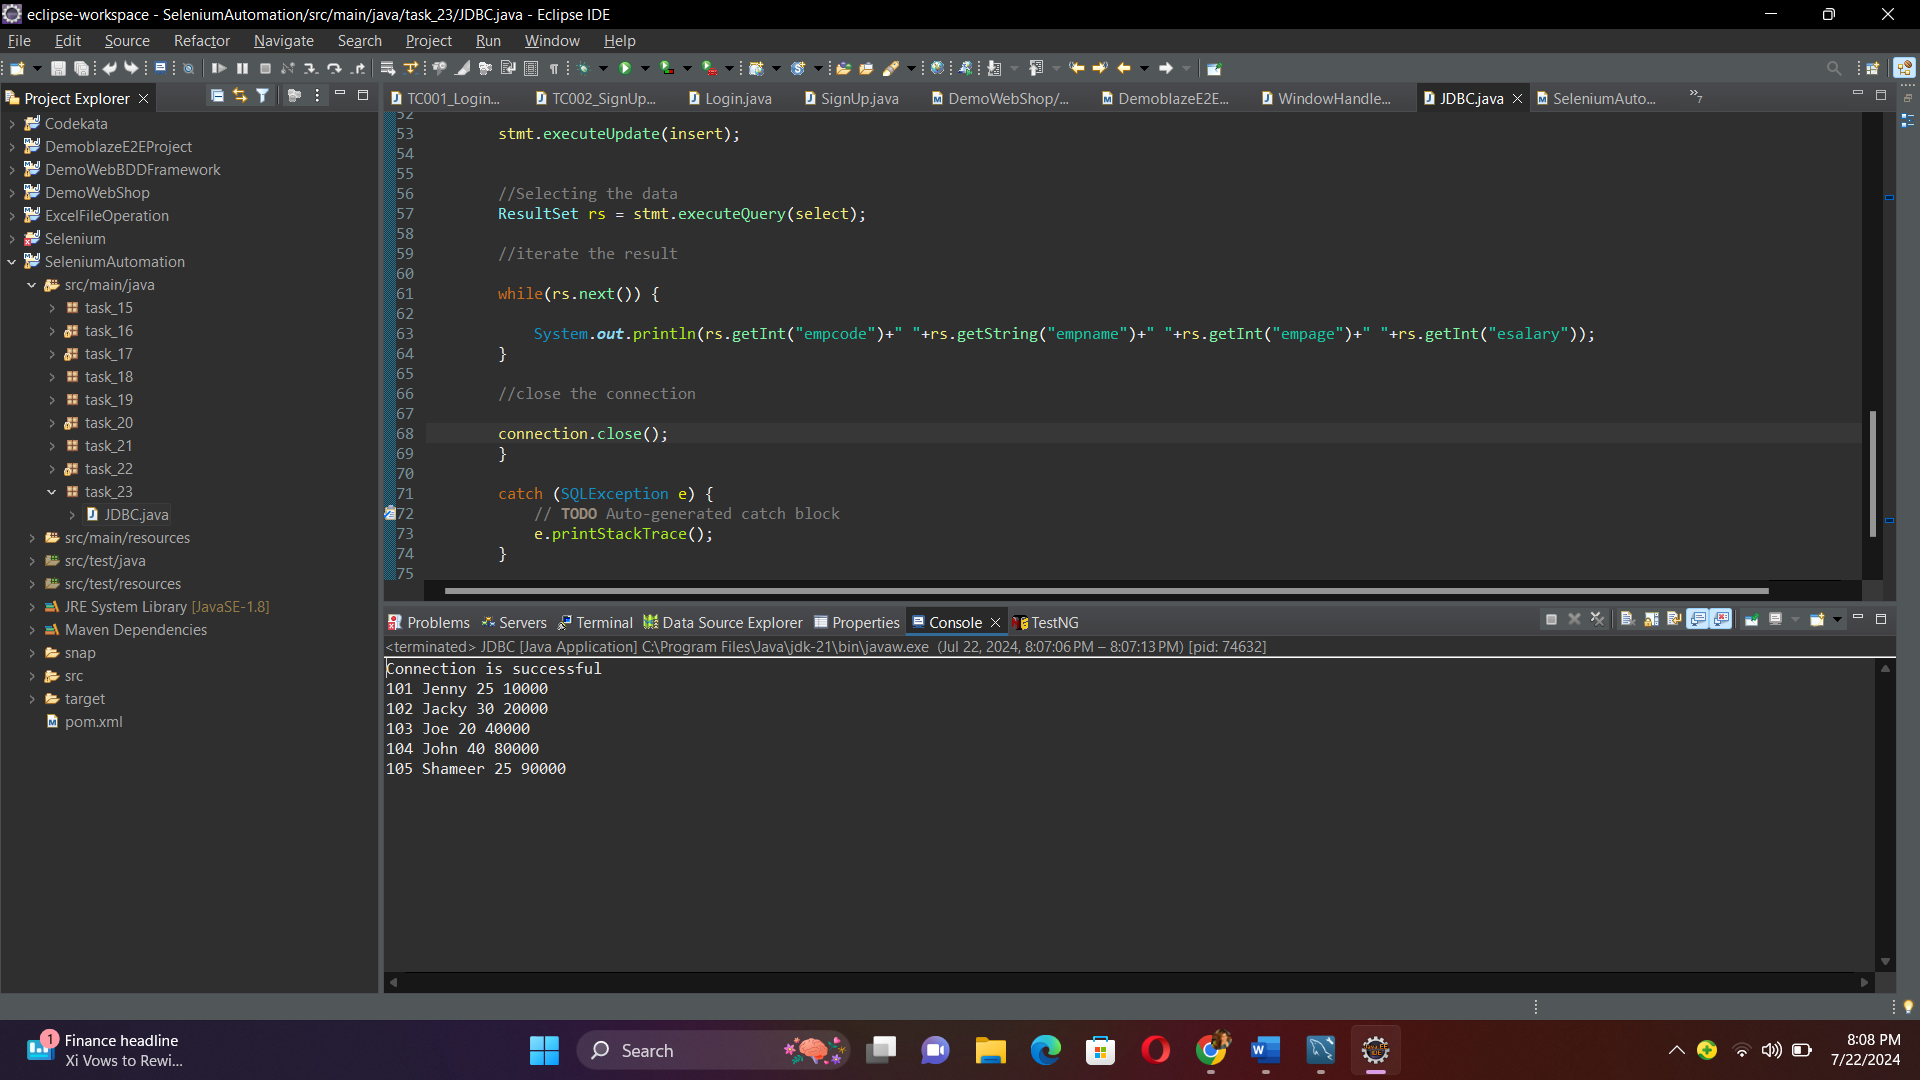 eclipse-workspace - SeleniumAutomation/src/main/java/task_23/JDBC.java - Eclipse IDE
File Edit Source Refactor Navigate Search Project Run Window Help
Project Explorer
TC001_Login... TC002_SignUp... Login.java SignUp.java DemoWebShop/... DemoblazeE2E... WindowHandle... JDBC.java SeleniumAuto... »7
Codekata
DemoblazeE2EProject
DemoWebBDDFramework
DemoWebShop
ExcelFileOperation
Selenium
SeleniumAutomation
src/main/java
task_15
task_16
task_17
task_18
task_19
task_20
task_21
task_22
task_23
JDBC.java
src/main/resources
src/test/java
src/test/resources
JRE System Library [JavaSE-1.8]
Maven Dependencies
snap
src
target
pom.xml
52
53 stmt.executeUpdate(insert);
54
55
56 //Selecting the data
57 ResultSet rs = stmt.executeQuery(select);
58
59 //iterate the result
60
61 while(rs.next()) {
62
63 System.out.println(rs.getInt("empcode")+" "+rs.getString("empname")+" "+rs.getInt("empage")+" "+rs.getInt("esalary"));
64 }
65
66 //close the connection
67
68 connection.close();
69 }
70
71 catch (SQLException e) {
72 // TODO Auto-generated catch block
73 e.printStackTrace();
74 }
75
Problems Servers Terminal Data Source Explorer Properties Console TestNG
<terminated> JDBC [Java Application] C:\Program Files\Java\jdk-21\bin\javaw.exe (Jul 22, 2024, 8:07:06 PM – 8:07:13 PM) [pid: 74632]
Connection is successful
101 Jenny 25 10000
102 Jacky 30 20000
103 Joe 20 40000
104 John 40 80000
105 Shameer 25 90000
1
Finance headline
Xi Vows to Rewi...
Search
8:08 PM
7/22/2024